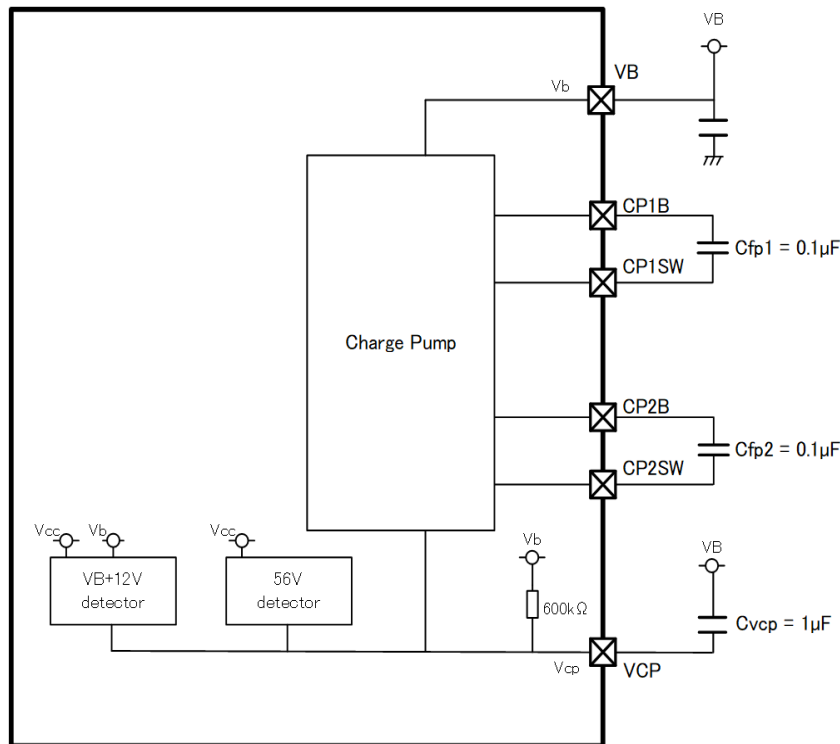 VB
VB
Vb
CP1B
Cfp1 = 0.1μF
CP1SW
Charge Pump
CP2B
Cfp2 = 0.1μF
CP2SW
Vcc
Vb
Vcc
Vb
VB
VB+12V
detector
56V
detector
600kΩ
Cvcp = 1μF
Vcp
VCP